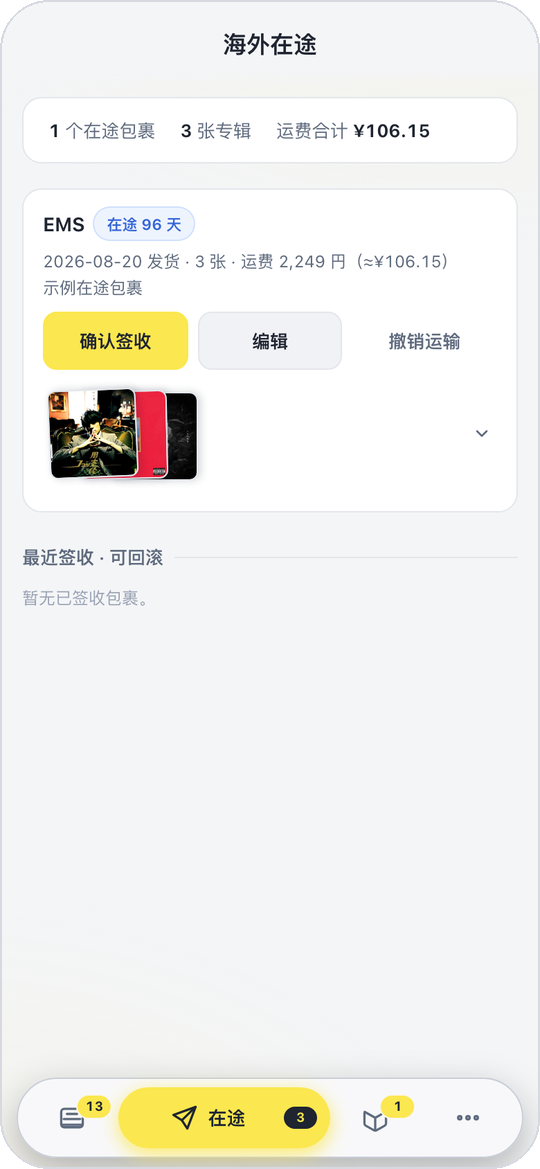 海外在途
1 个在途包裹 3 张专辑 运费合计 ¥106.15
EMS 在途 96 天
2026-08-20 发货 · 3 张 · 运费 2,249 円（≈¥106.15）
示例在途包裹
确认签收 编辑 撤销运输
最近签收 · 可回滚
暂无已签收包裹。
13 在途 3 1